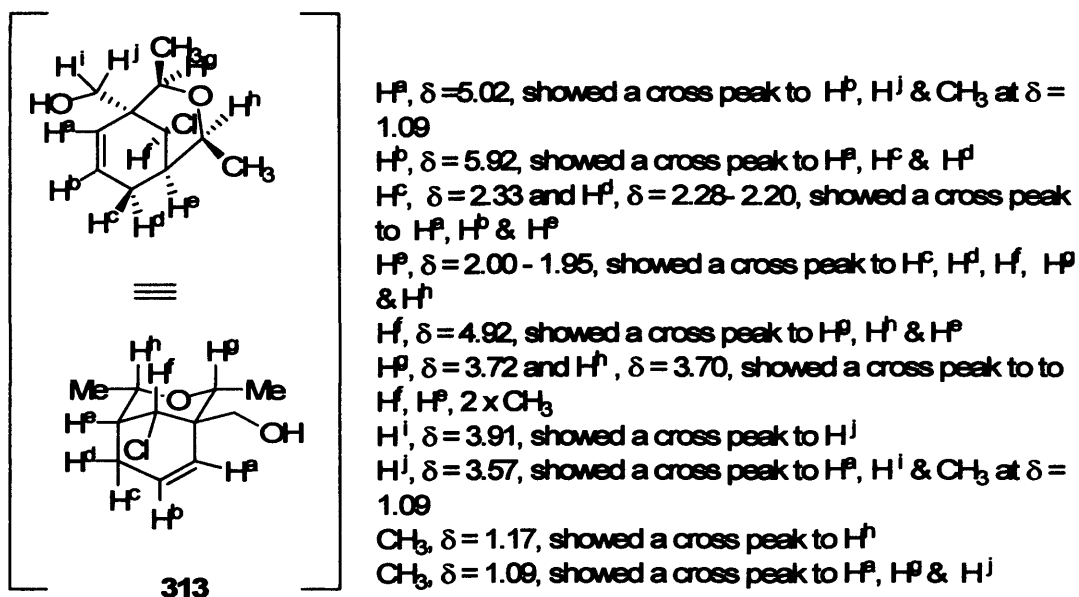 Hⁱ Hʲ CH₃ Hᵍ
HO O Hʰ
Hᵃ Cl
Hᶠ CH₃
Hᵇ
Hᶜ Hᵈ Hᵉ
≡
Hʰ Hᶠ Hᵍ
Me O Me
Hᵉ OH
Hᵈ Cl Hᵃ
Hᶜ Hᵇ
313
Hᵃ, δ =5.02, showed a cross peak to Hᵇ, Hʲ & CH₃ at δ =
1.09
Hᵇ, δ = 5.92, showed a cross peak to Hᵃ, Hᶜ & Hᵈ
Hᶜ, δ = 2.33 and Hᵈ, δ = 2.28- 2.20, showed a cross peak
to Hᵃ, Hᵇ & Hᵉ
Hᵉ, δ = 2.00 - 1.95, showed a cross peak to Hᶜ, Hᵈ, Hᶠ, Hᵍ
& Hʰ
Hᶠ, δ = 4.92, showed a cross peak to Hᵍ, Hʰ & Hᵉ
Hᵍ, δ = 3.72 and Hʰ , δ = 3.70, showed a cross peak to to
Hᶠ, Hᵉ, 2 x CH₃
Hⁱ, δ = 3.91, showed a cross peak to Hʲ
Hʲ, δ = 3.57, showed a cross peak to Hᵃ, Hⁱ & CH₃ at δ =
1.09
CH₃, δ = 1.17, showed a cross peak to Hʰ
CH₃, δ = 1.09, showed a cross peak to Hᵃ, Hᵍ & Hʲ